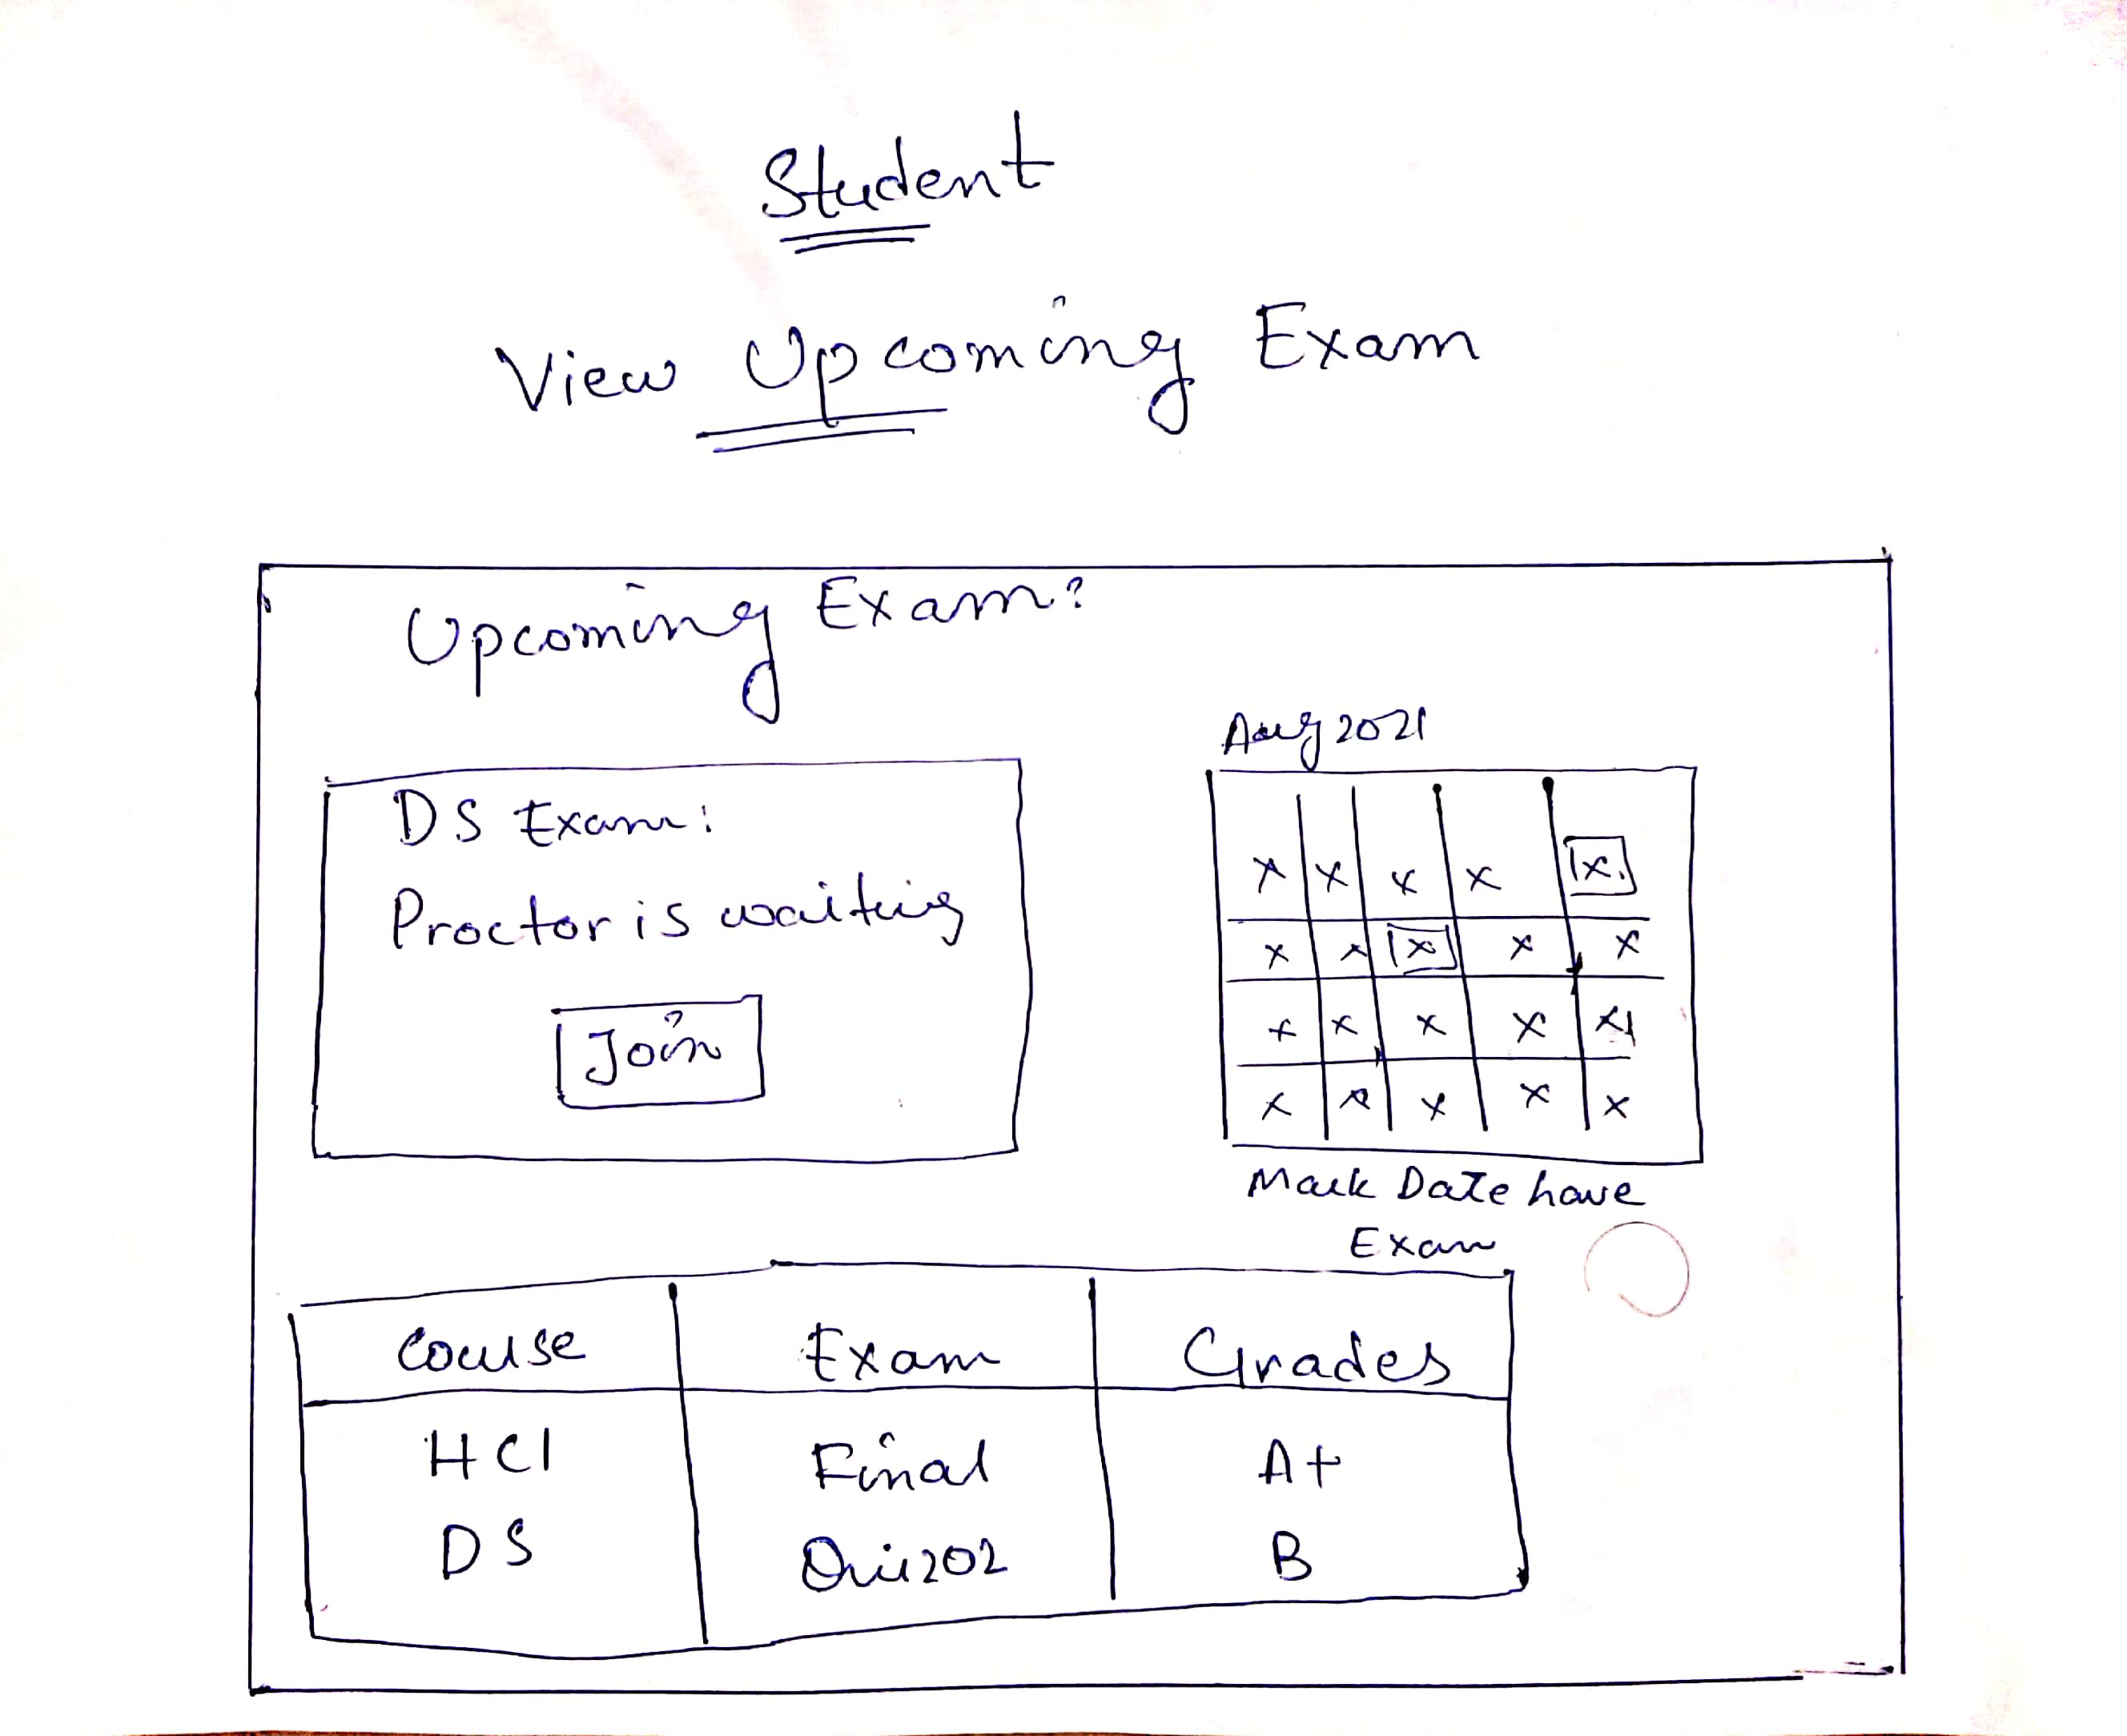 Student
View Upcoming Exam
Upcoming Exam?
Aug 2021
DS Exam:
Proctor is waiting
Join
x x x x x
x x x x x
x x x x x
x x x x x
Mark Date have
Exam
Course Exam Grades
HCI Final A+
DS Quiz02 B